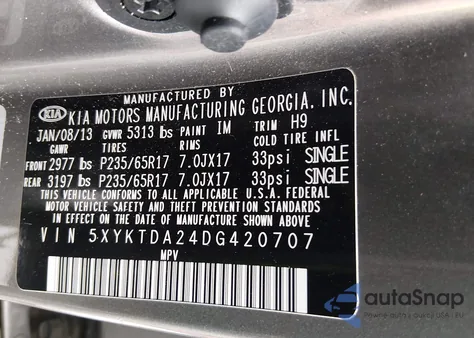 MANUFACTURED BY
KIA KIA MOTORS MANUFACTURING GEORGIA, INC.
JAN/08/13 GVWR 5313 lbs PAINT IM TRIM H9
GAWR TIRES RIMS COLD TIRE INFL
FRONT 2977 lbs P235/65R17 7.0JX17 33psi SINGLE
REAR 3197 lbs P235/65R17 7.0JX17 33psi SINGLE
THIS VEHICLE CONFORMS TO ALL APPLICABLE U.S.A. FEDERAL
MOTOR VEHICLE SAFETY AND THEFT PREVENTION STANDARDS
IN EFFECT ON THE DATE OF MANUFACTURE SHOWN ABOVE.
VIN 5XYKTDA24DG420707
MPV
autoSnap